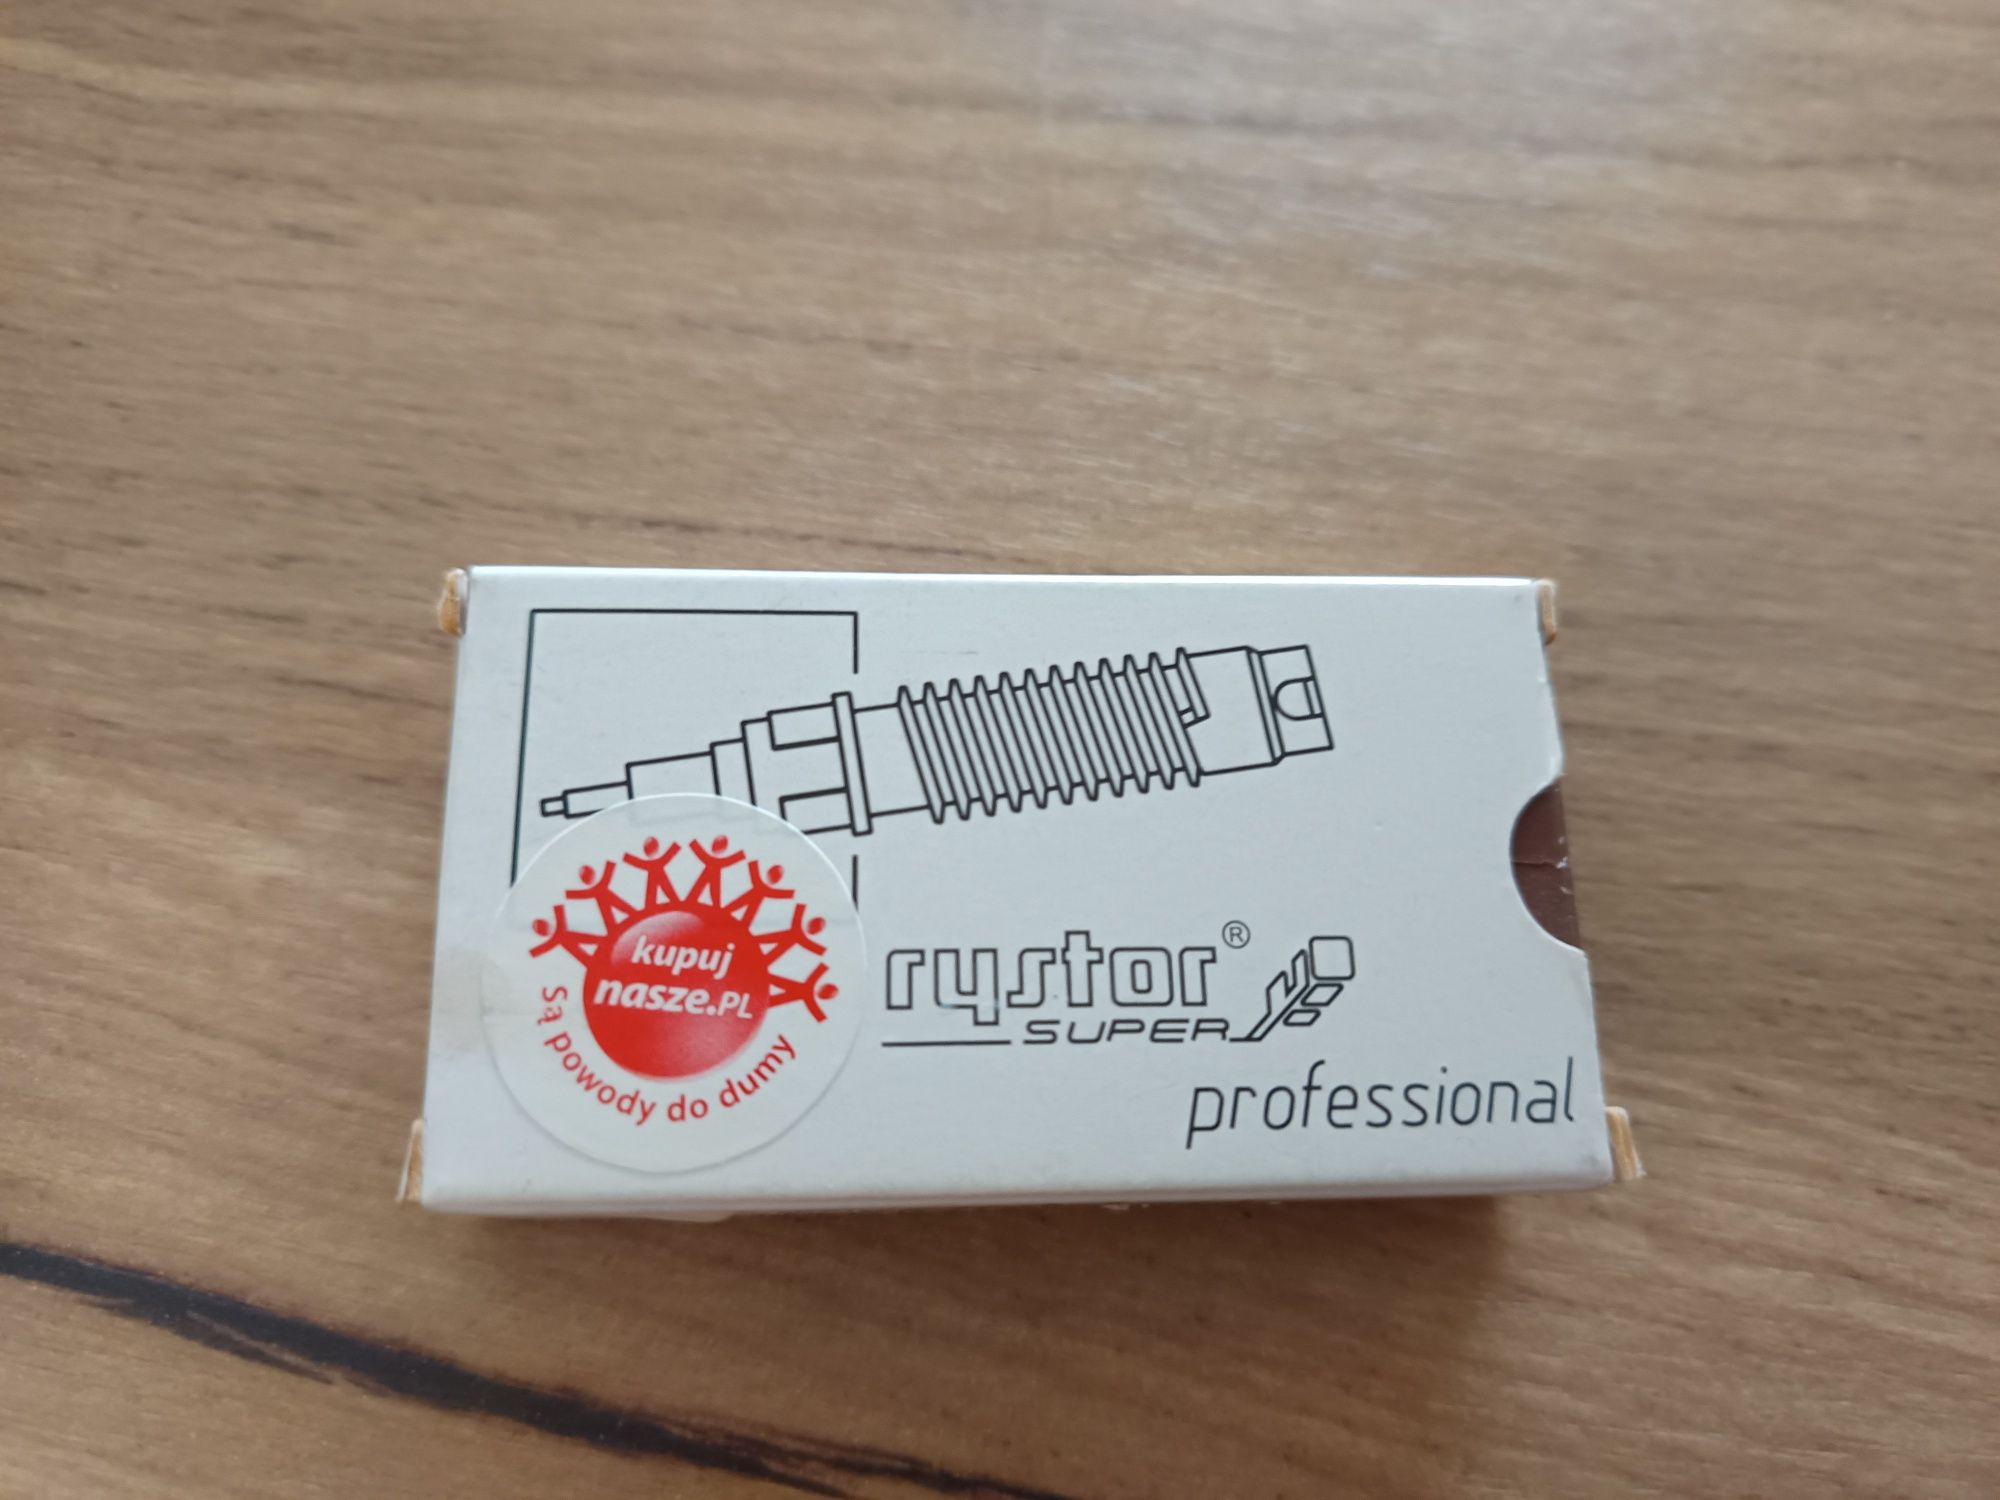 kupuj
nasze.PL
Są powody do dumy
rystor®
SUPER
professional